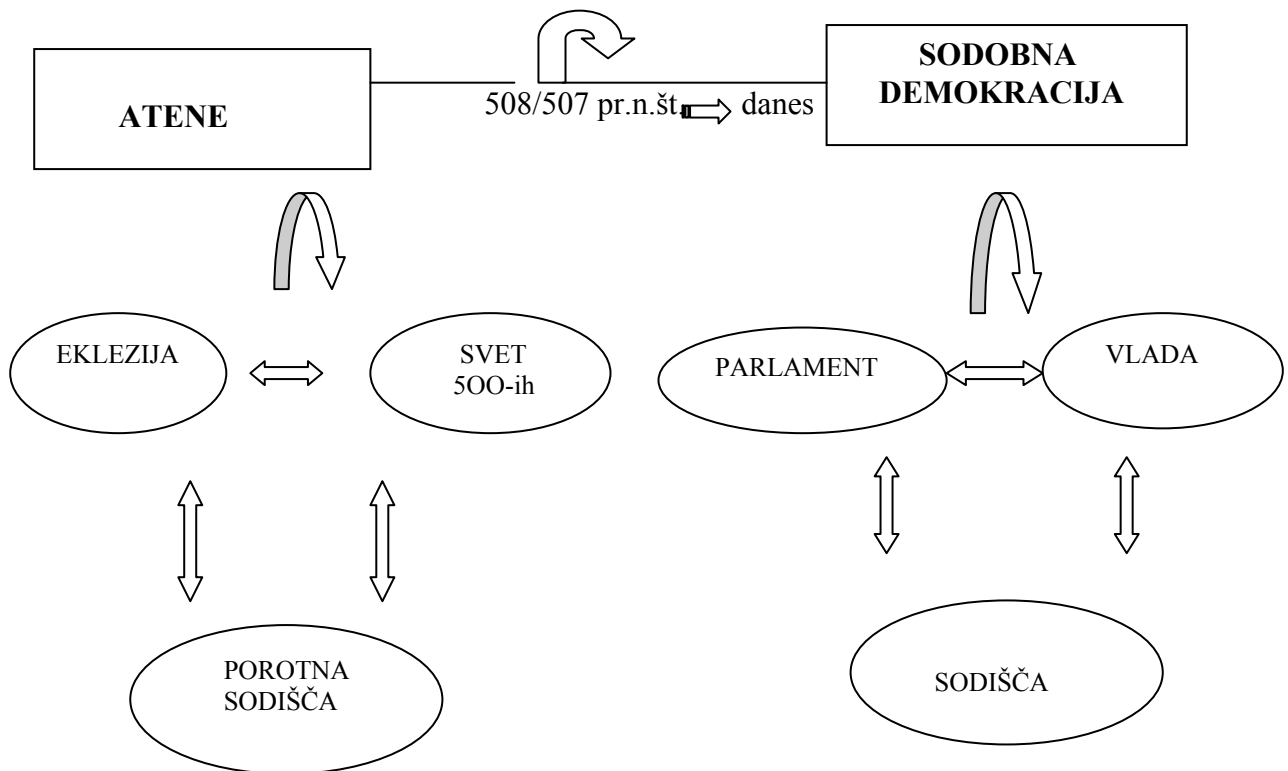 ATENE
508/507 pr.n.št. danes
SODOBNA
DEMOKRACIJA
EKLEZIJA
SVET
5OO-ih
PARLAMENT
VLADA
POROTNA
SODIŠČA
SODIŠČA